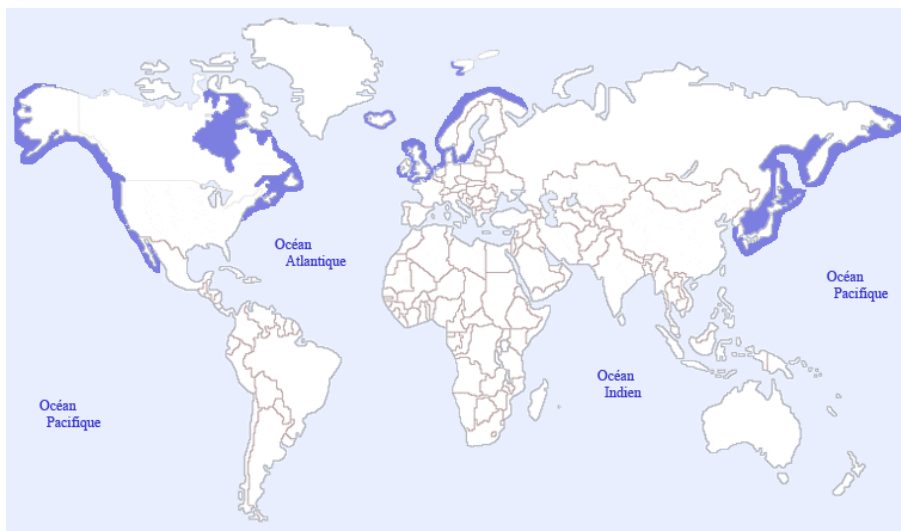 Océan
Atlantique
Océan
Pacifique
Océan
Indien
Océan
Pacifique